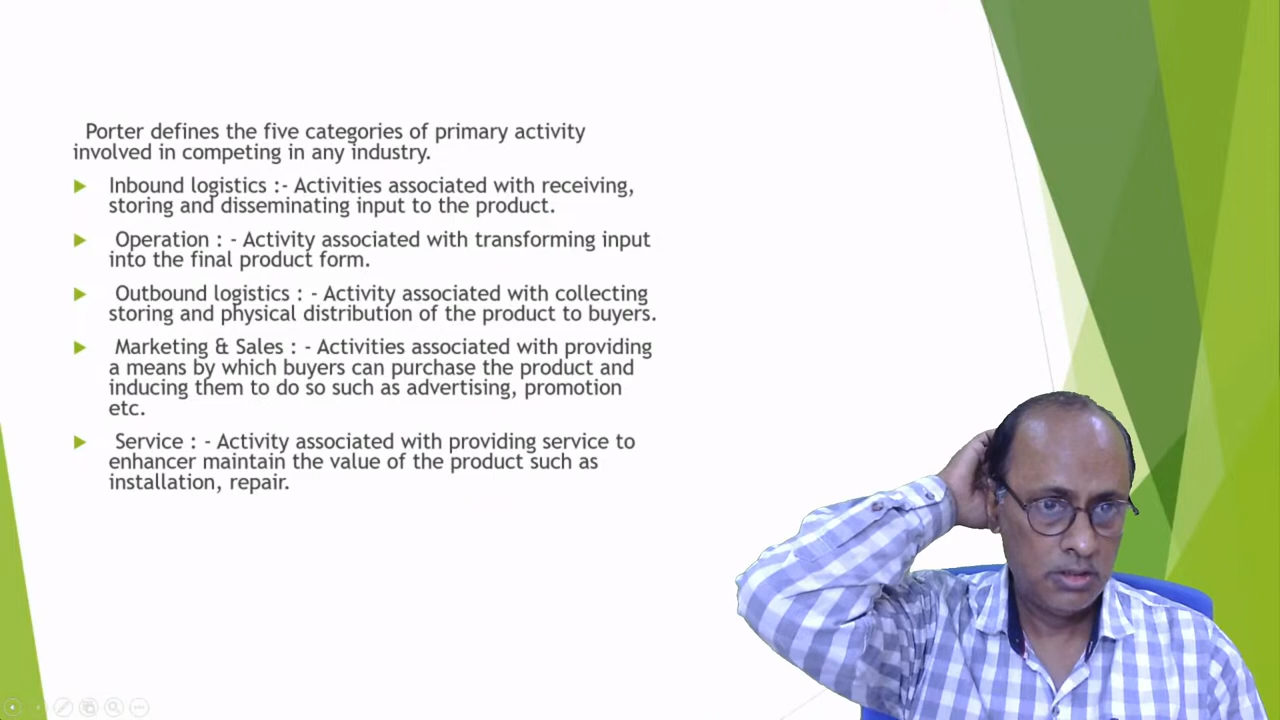 Porter defines the five categories of primary activity
involved in competing in any industry.
Inbound logistics :- Activities associated with receiving,
storing and disseminating input to the product.
Operation : - Activity associated with transforming input
into the final product form.
Outbound logistics : - Activity associated with collecting
storing and physical distribution of the product to buyers.
Marketing & Sales : - Activities associated with providing
a means by which buyers can purchase the product and
inducing them to do so such as advertising, promotion
etc.
Service : - Activity associated with providing service to
enhancer maintain the value of the product such as
installation, repair.